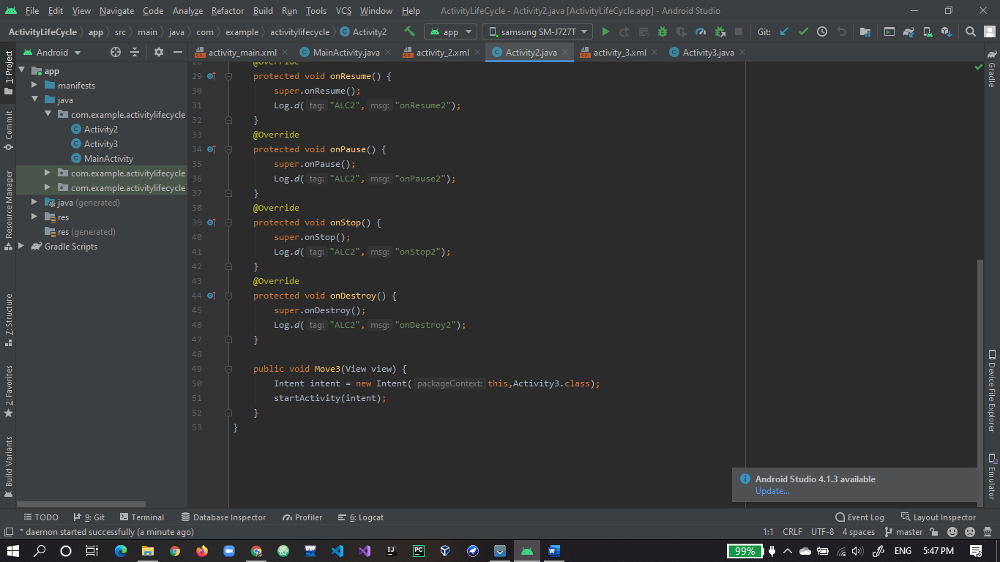 File Edit View Navigate Code Analyze Refactor Build Run Tools VCS Window Help ActivityLifeCycle - Activity2.java [ActivityLifeCycle.app] - Android Studio
ActivityLifeCycle app src main java com example activitylifecycle Activity2 app samsung SM-J727T Git:
Android
activity_main.xml MainActivity.java activity_2.xml Activity2.java activity_3.xml Activity3.java
1: Project
Commit
Resource Manager
7: Structure
2: Favorites
Build Variants
app
manifests
java
com.example.activitylifecycle
Activity2
Activity3
MainActivity
com.example.activitylifecycle
com.example.activitylifecycle
java (generated)
res
res (generated)
Gradle Scripts
28 @Override
29 protected void onResume() {
30 super.onResume();
31 Log.d( tag: "ALC2", msg: "onResume2");
32 }
33 @Override
34 protected void onPause() {
35 super.onPause();
36 Log.d( tag: "ALC2", msg: "onPause2");
37 }
38 @Override
39 protected void onStop() {
40 super.onStop();
41 Log.d( tag: "ALC2", msg: "onStop2");
42 }
43 @Override
44 protected void onDestroy() {
45 super.onDestroy();
46 Log.d( tag: "ALC2", msg: "onDestroy2");
47 }
48
49 public void Move3(View view) {
50 Intent intent = new Intent( packageContext: this,Activity3.class);
51 startActivity(intent);
52 }
53 }
Gradle
Device File Explorer
Emulator
Android Studio 4.1.3 available
Update...
TODO 9: Git Terminal Database Inspector Profiler 6: Logcat Event Log Layout Inspector
* daemon started successfully (a minute ago) 1:1 CRLF UTF-8 4 spaces master
99% ENG 5:47 PM